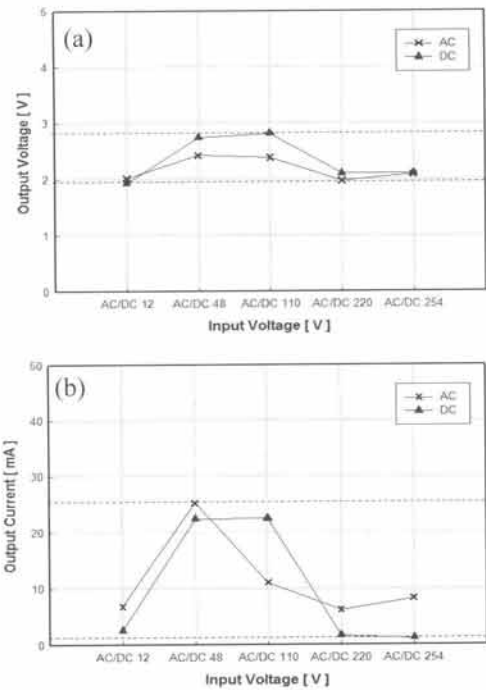 (a)
AC
DC
Output Voltage [ V ]
5
4
3
2
1
0
AC/DC 12 AC/DC 48 AC/DC 110 AC/DC 220 AC/DC 254
Input Voltage [ V ]
(b)
AC
DC
Output Current [ mA ]
50
40
30
20
10
0
AC/DC 12 AC/DC 48 AC/DC 110 AC/DC 220 AC/DC 254
Input Voltage [ V ]